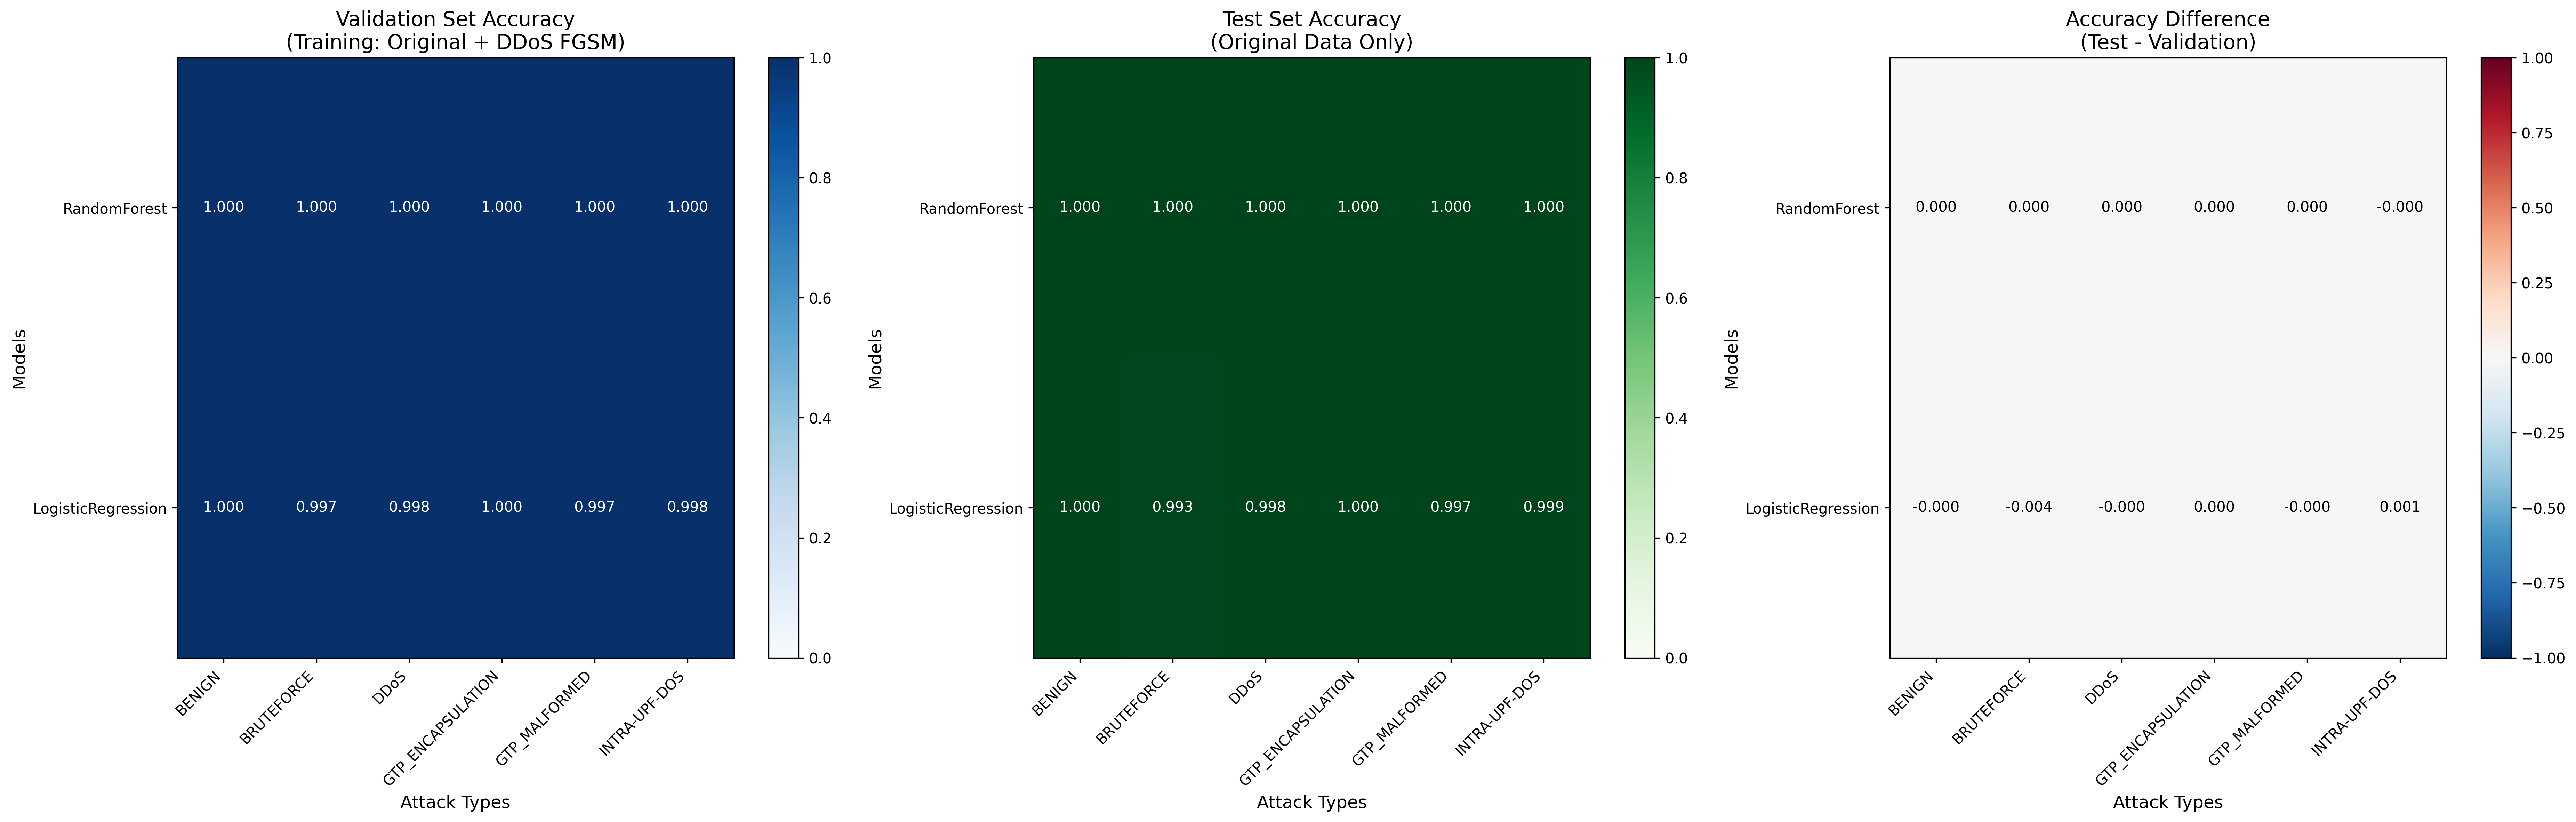 Validation Set Accuracy
(Training: Original + DDoS FGSM)
Models
RandomForest
1.000 1.000 1.000 1.000 1.000 1.000
LogisticRegression
1.000 0.997 0.998 1.000 0.997 0.998
BENIGN
BRUTEFORCE
DDoS
GTP_ENCAPSULATION
GTP_MALFORMED
INTRA-UPF-DOS
Attack Types
1.0
0.8
0.6
0.4
0.2
0.0
Test Set Accuracy
(Original Data Only)
Models
RandomForest
1.000 1.000 1.000 1.000 1.000 1.000
LogisticRegression
1.000 0.993 0.998 1.000 0.997 0.999
BENIGN
BRUTEFORCE
DDoS
GTP_ENCAPSULATION
GTP_MALFORMED
INTRA-UPF-DOS
Attack Types
1.0
0.8
0.6
0.4
0.2
0.0
Accuracy Difference
(Test - Validation)
Models
RandomForest
0.000 0.000 0.000 0.000 0.000 -0.000
LogisticRegression
-0.000 -0.004 -0.000 0.000 -0.000 0.001
BENIGN
BRUTEFORCE
DDoS
GTP_ENCAPSULATION
GTP_MALFORMED
INTRA-UPF-DOS
Attack Types
1.00
0.75
0.50
0.25
0.00
−0.25
−0.50
−0.75
−1.00